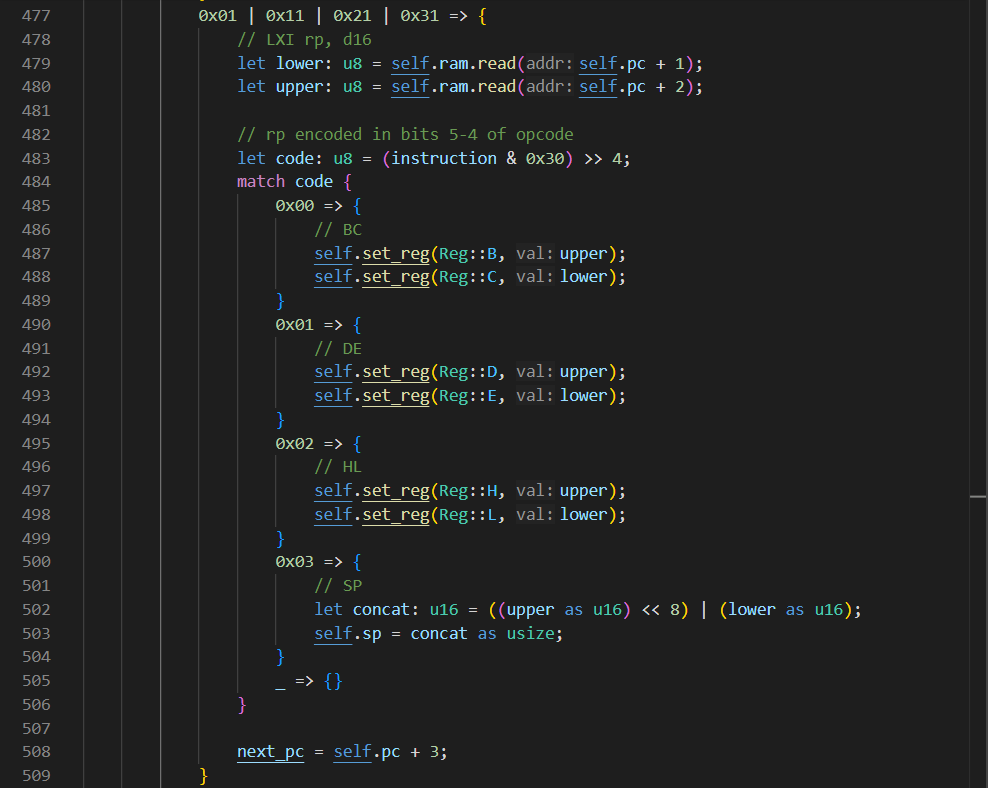 477 0x01 | 0x11 | 0x21 | 0x31 => {
478 // LXI rp, d16
479 let lower: u8 = self.ram.read(addr: self.pc + 1);
480 let upper: u8 = self.ram.read(addr: self.pc + 2);
481
482 // rp encoded in bits 5-4 of opcode
483 let code: u8 = (instruction & 0x30) >> 4;
484 match code {
485 0x00 => {
486 // BC
487 self.set_reg(Reg::B, val: upper);
488 self.set_reg(Reg::C, val: lower);
489 }
490 0x01 => {
491 // DE
492 self.set_reg(Reg::D, val: upper);
493 self.set_reg(Reg::E, val: lower);
494 }
495 0x02 => {
496 // HL
497 self.set_reg(Reg::H, val: upper);
498 self.set_reg(Reg::L, val: lower);
499 }
500 0x03 => {
501 // SP
502 let concat: u16 = ((upper as u16) << 8) | (lower as u16);
503 self.sp = concat as usize;
504 }
505 _ => {}
506 }
507
508 next_pc = self.pc + 3;
509 }